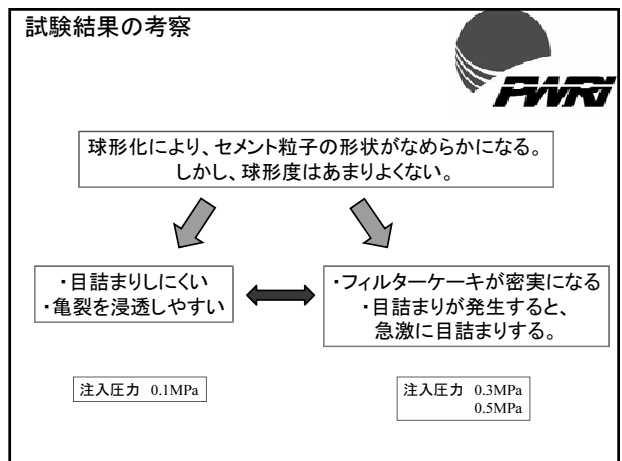 試験結果の考察
PWRI
球形化により、セメント粒子の形状がなめらかになる。
しかし、球形度はあまりよくない。
・目詰まりしにくい
・亀裂を浸透しやすい
・フィルターケーキが密実になる
・目詰まりが発生すると、
急激に目詰まりする。
注入圧力 0.1MPa
注入圧力 0.3MPa
0.5MPa